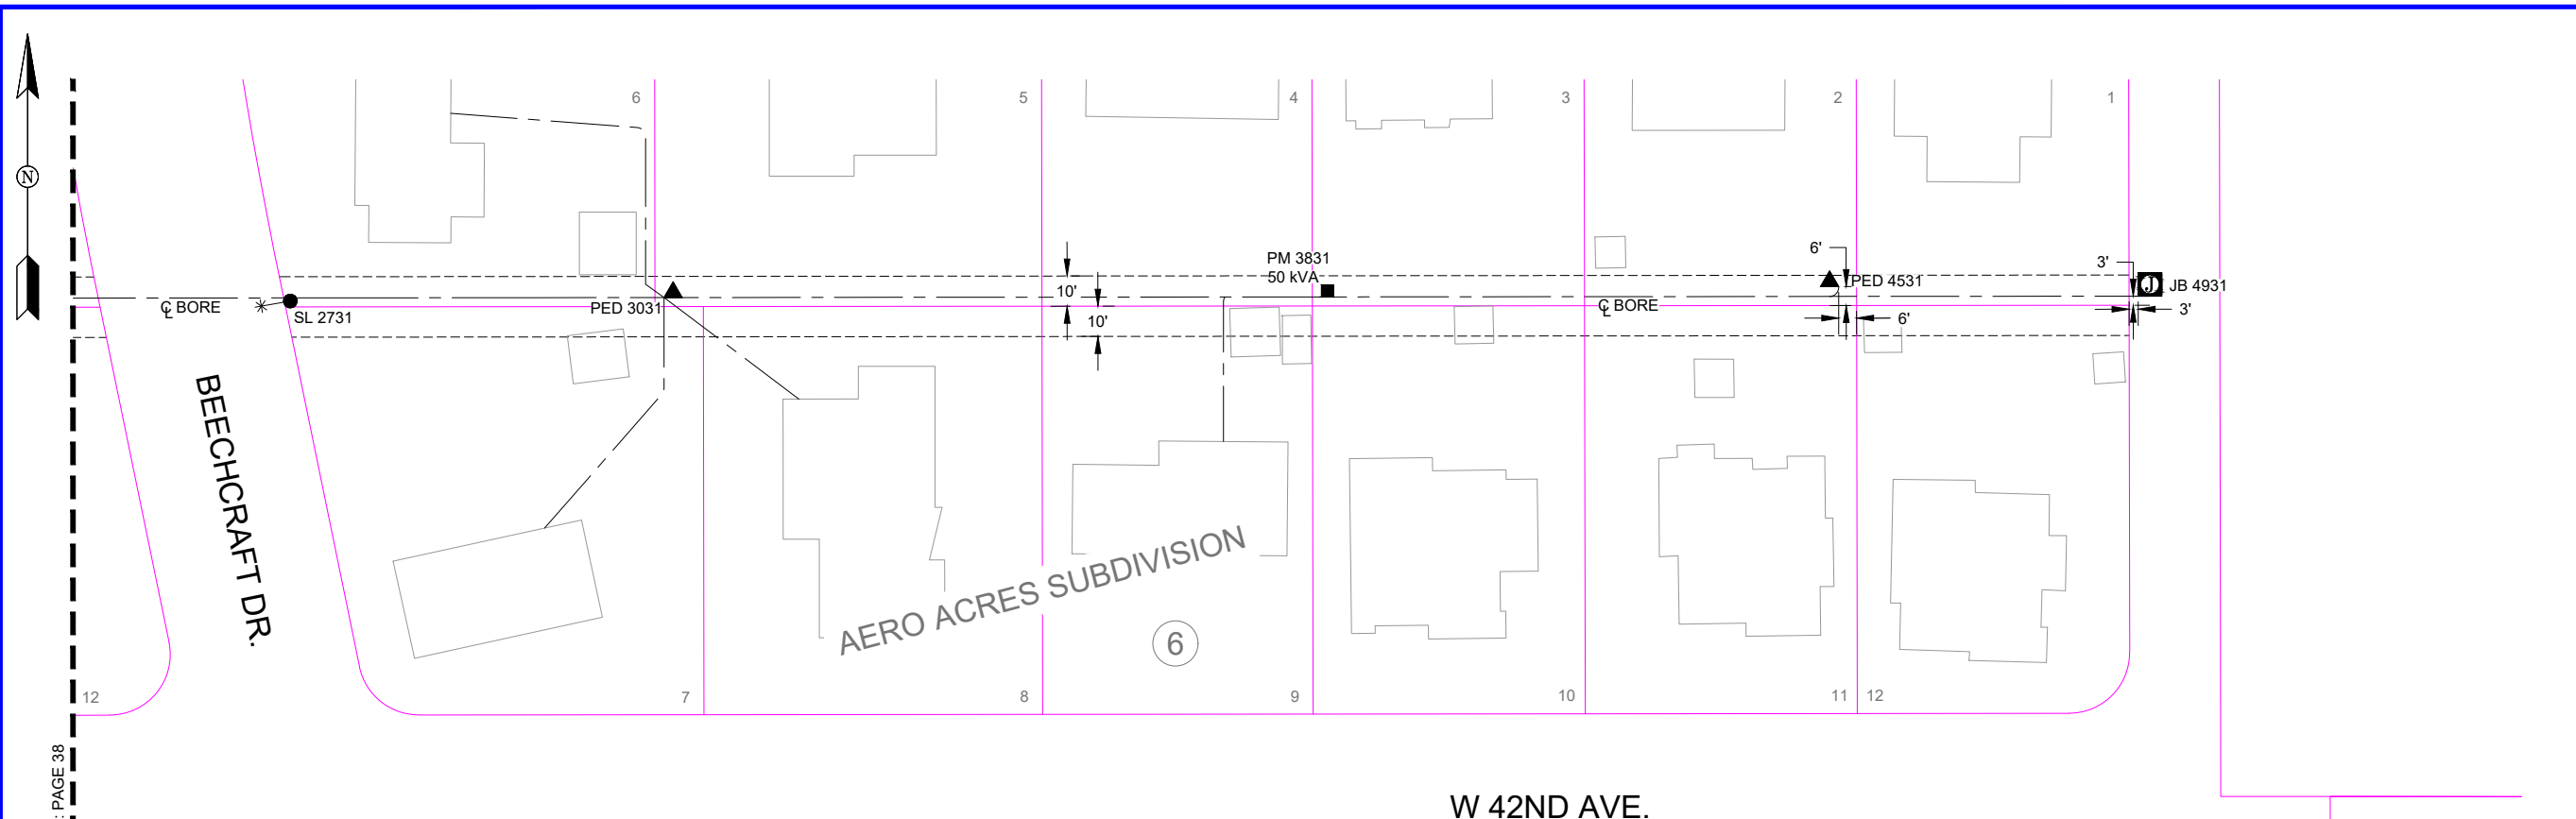 6
5
4
3
2
1
N
PM 3831
50 kVA
6'
3'
PED 4531
JB 4931
J
10'
10'
℄ BORE
SL 2731
PED 3031
℄ BORE
6'
3'
BEECHCRAFT DR.
AERO ACRES SUBDIVISION
6
12
7
8
9
10
11
12
: PAGE 38
W 42ND AVE.